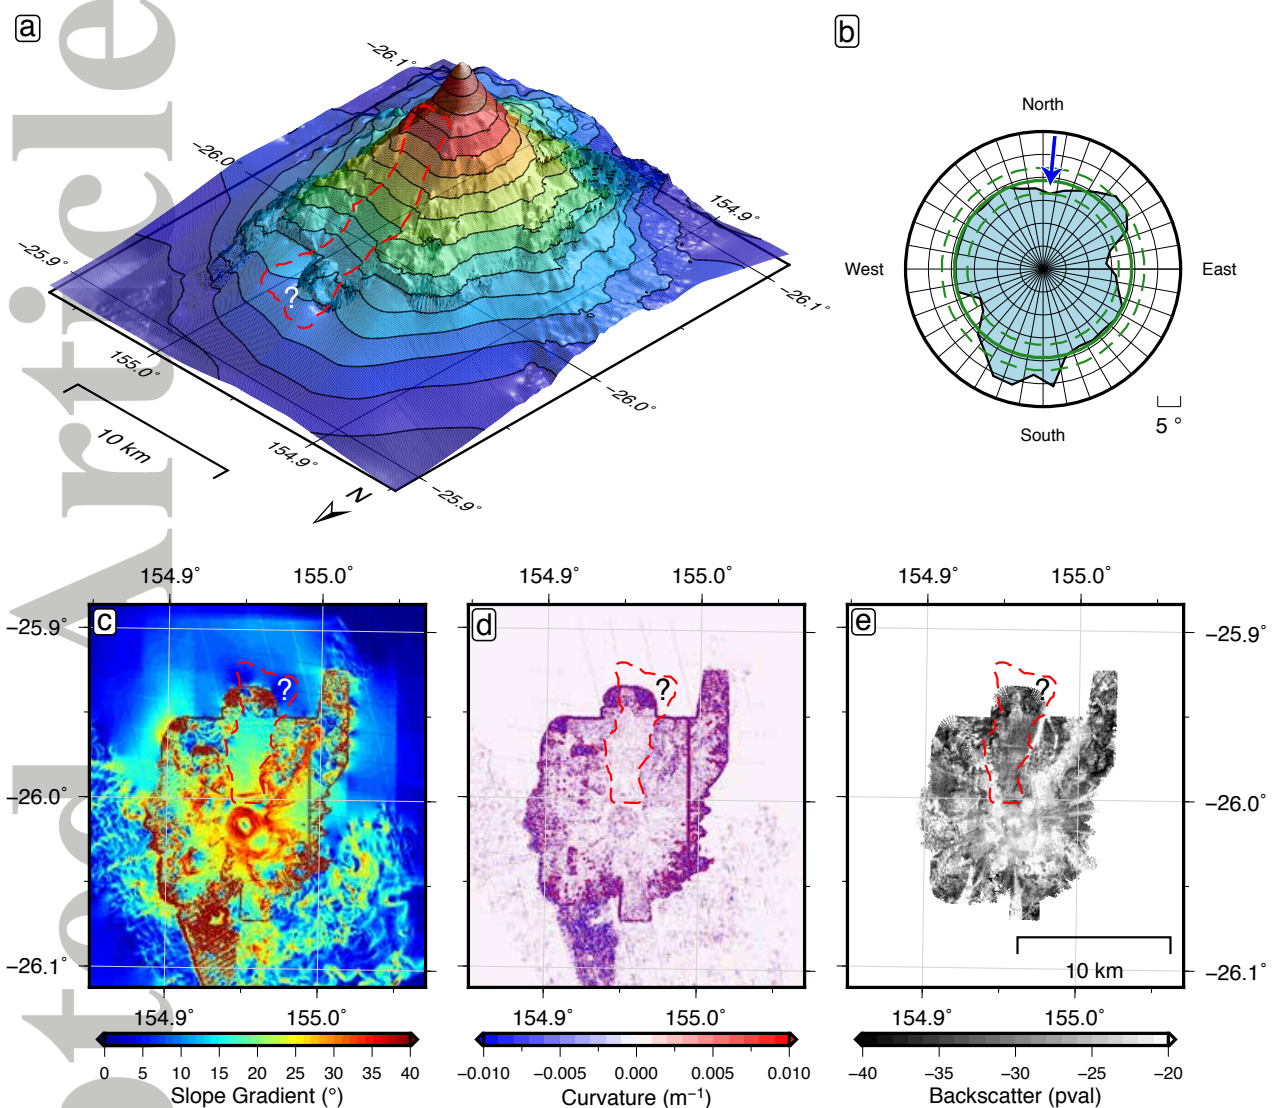 a
b
−26.1°
−26.0°
−25.9°
155.0°
154.9°
154.9°
−26.1°
−26.0°
−25.9°
?
10 km
N
North
West
East
South
5 °
154.9°
155.0°
154.9°
155.0°
154.9°
155.0°
c
d
e
−25.9°
−26.0°
−26.1°
?
?
?
10 km
−25.9°
−26.0°
−26.1°
154.9°
155.0°
154.9°
155.0°
154.9°
155.0°
0 5 10 15 20 25 30 35 40
Slope Gradient (°)
−0.010 −0.005 0.000 0.005 0.010
Curvature (m⁻¹)
−40 −35 −30 −25 −20
Backscatter (pval)
Article